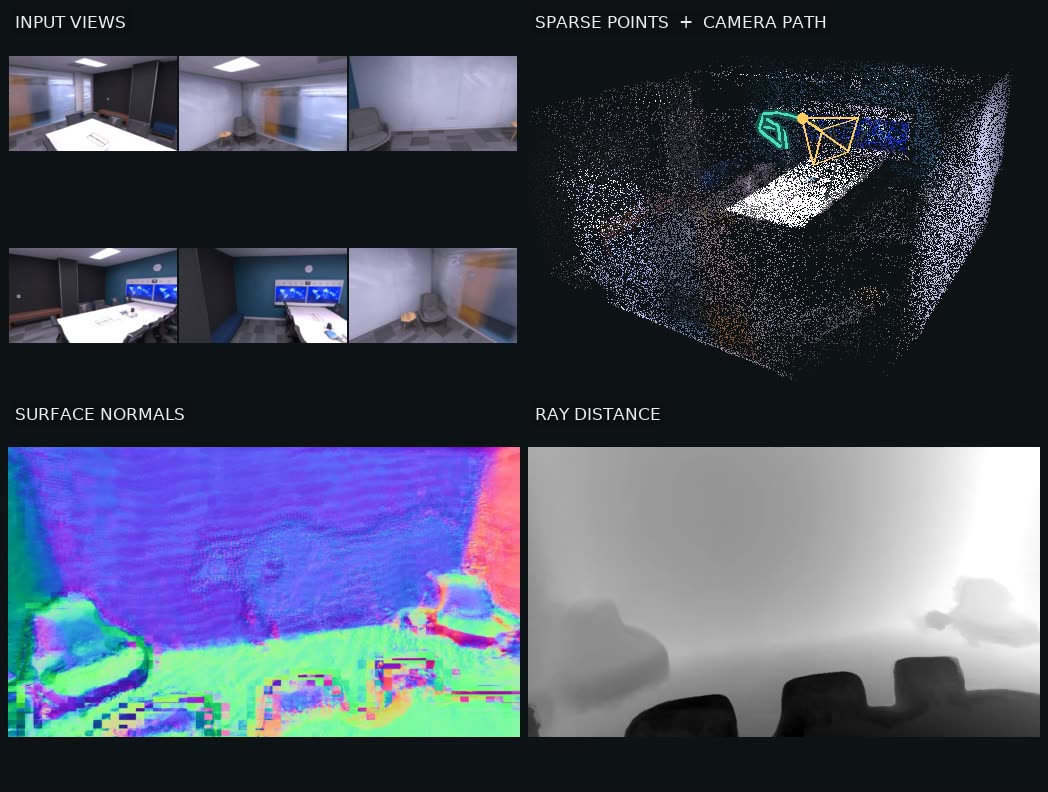 INPUT VIEWS
SPARSE POINTS + CAMERA PATH
SURFACE NORMALS
RAY DISTANCE